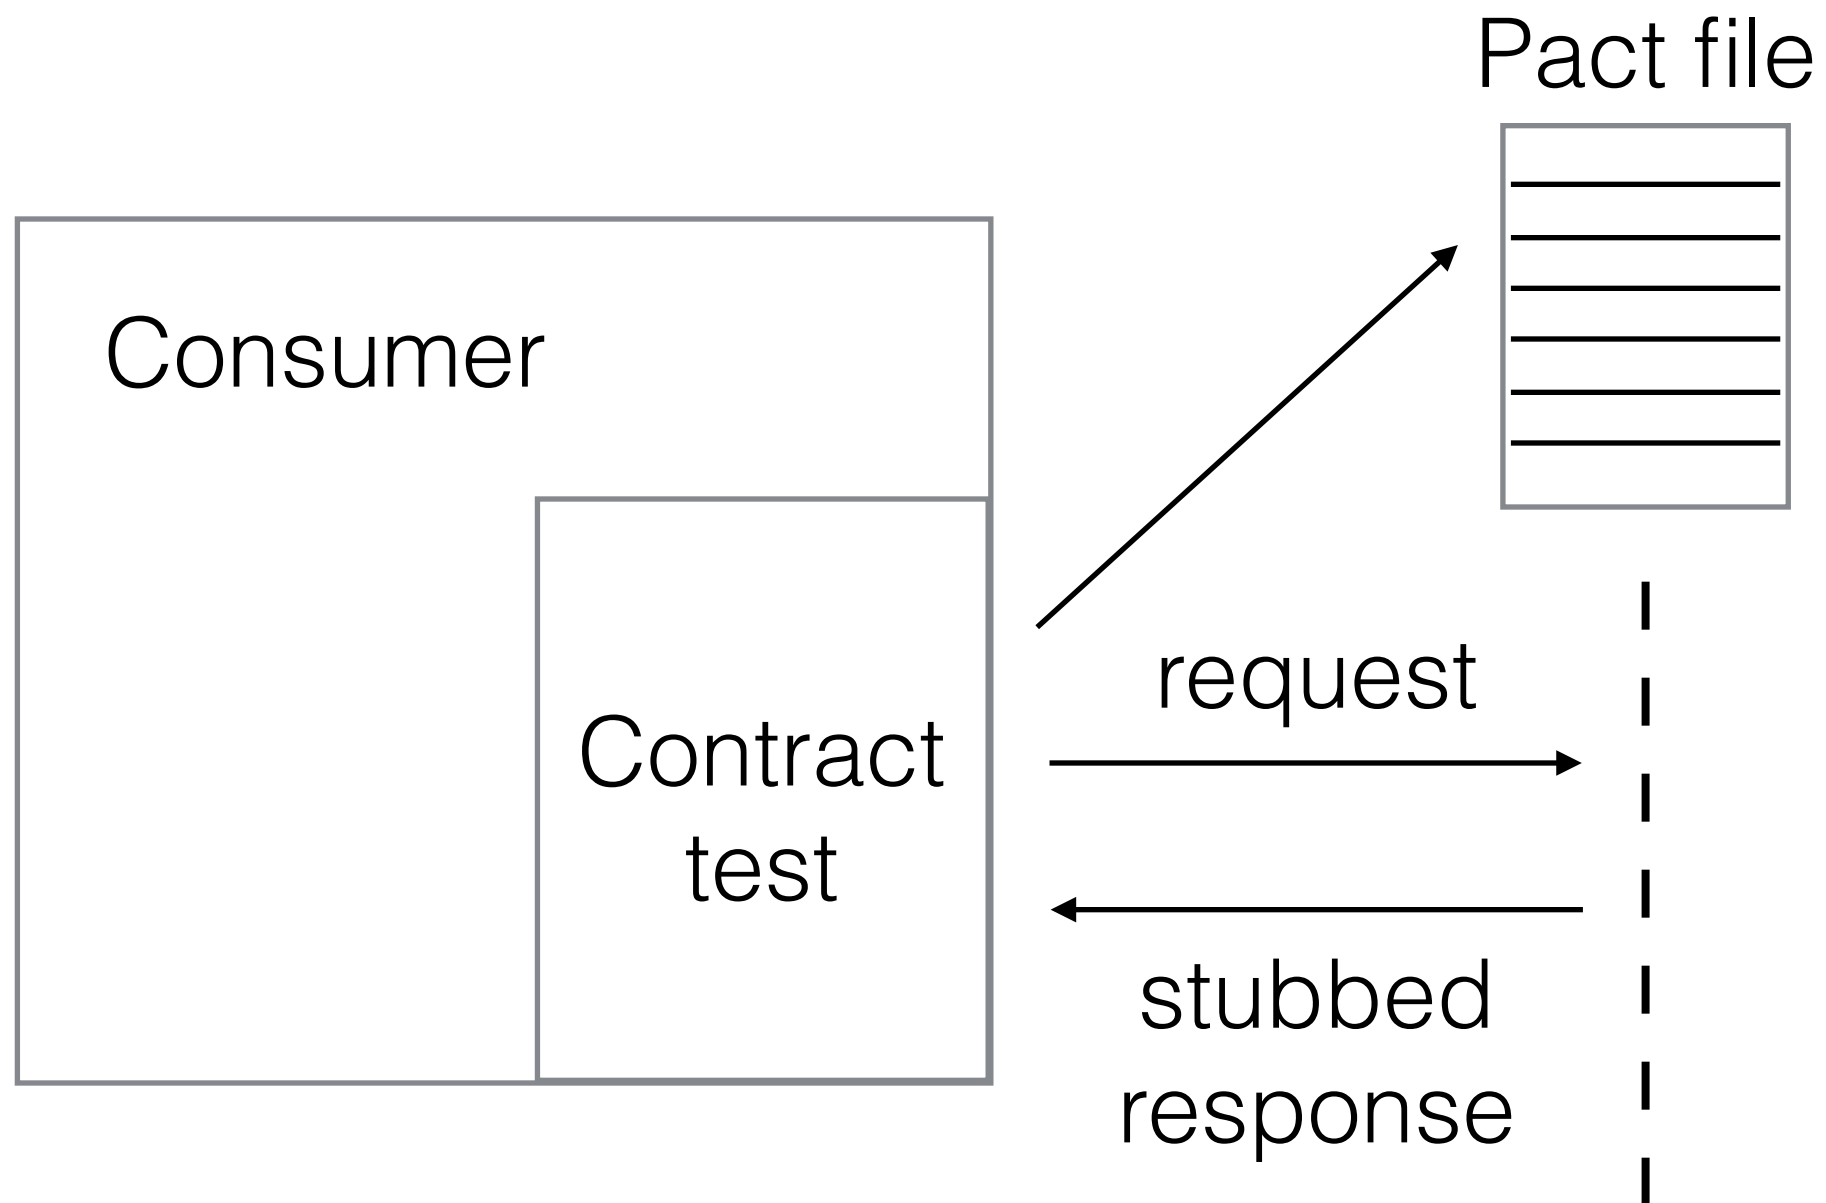 Pact file
Consumer
Contract
test
request
stubbed
response